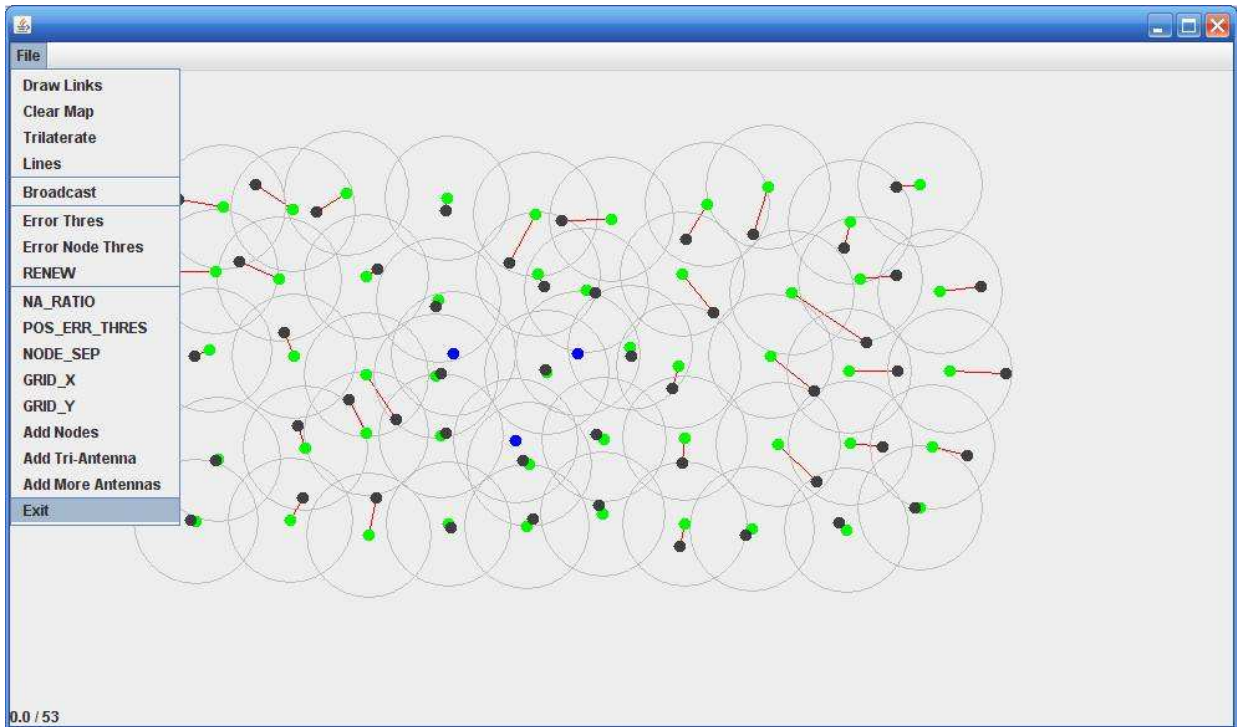 File
Draw Links
Clear Map
Trilaterate
Lines
Broadcast
Error Thres
Error Node Thres
RENEW
NA_RATIO
POS_ERR_THRES
NODE_SEP
GRID_X
GRID_Y
Add Nodes
Add Tri-Antenna
Add More Antennas
Exit
0.0 / 53